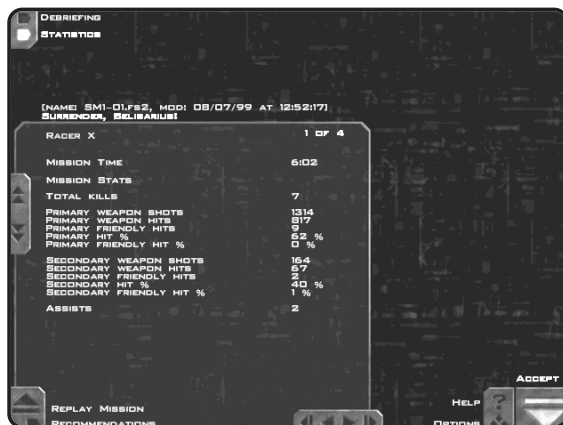 DEBRIEFING
STATISTICS
[NAME: SM1-01.FS2, MOD: 08/07/99 AT 12:52:17]
SURRENDER, BELISARIUS!
RACER X 1 OF 4
MISSION TIME 6:02
MISSION STATS
TOTAL KILLS 7
PRIMARY WEAPON SHOTS 1314
PRIMARY WEAPON HITS 817
PRIMARY FRIENDLY HITS 9
PRIMARY HIT % 62 %
PRIMARY FRIENDLY HIT % 0 %
SECONDARY WEAPON SHOTS 164
SECONDARY WEAPON HITS 67
SECONDARY FRIENDLY HITS 2
SECONDARY HIT % 40 %
SECONDARY FRIENDLY HIT % 1 %
ASSISTS 2
ACCEPT
HELP ?
REPLAY MISSION
RECOMMENDATIONS
OPTIONS